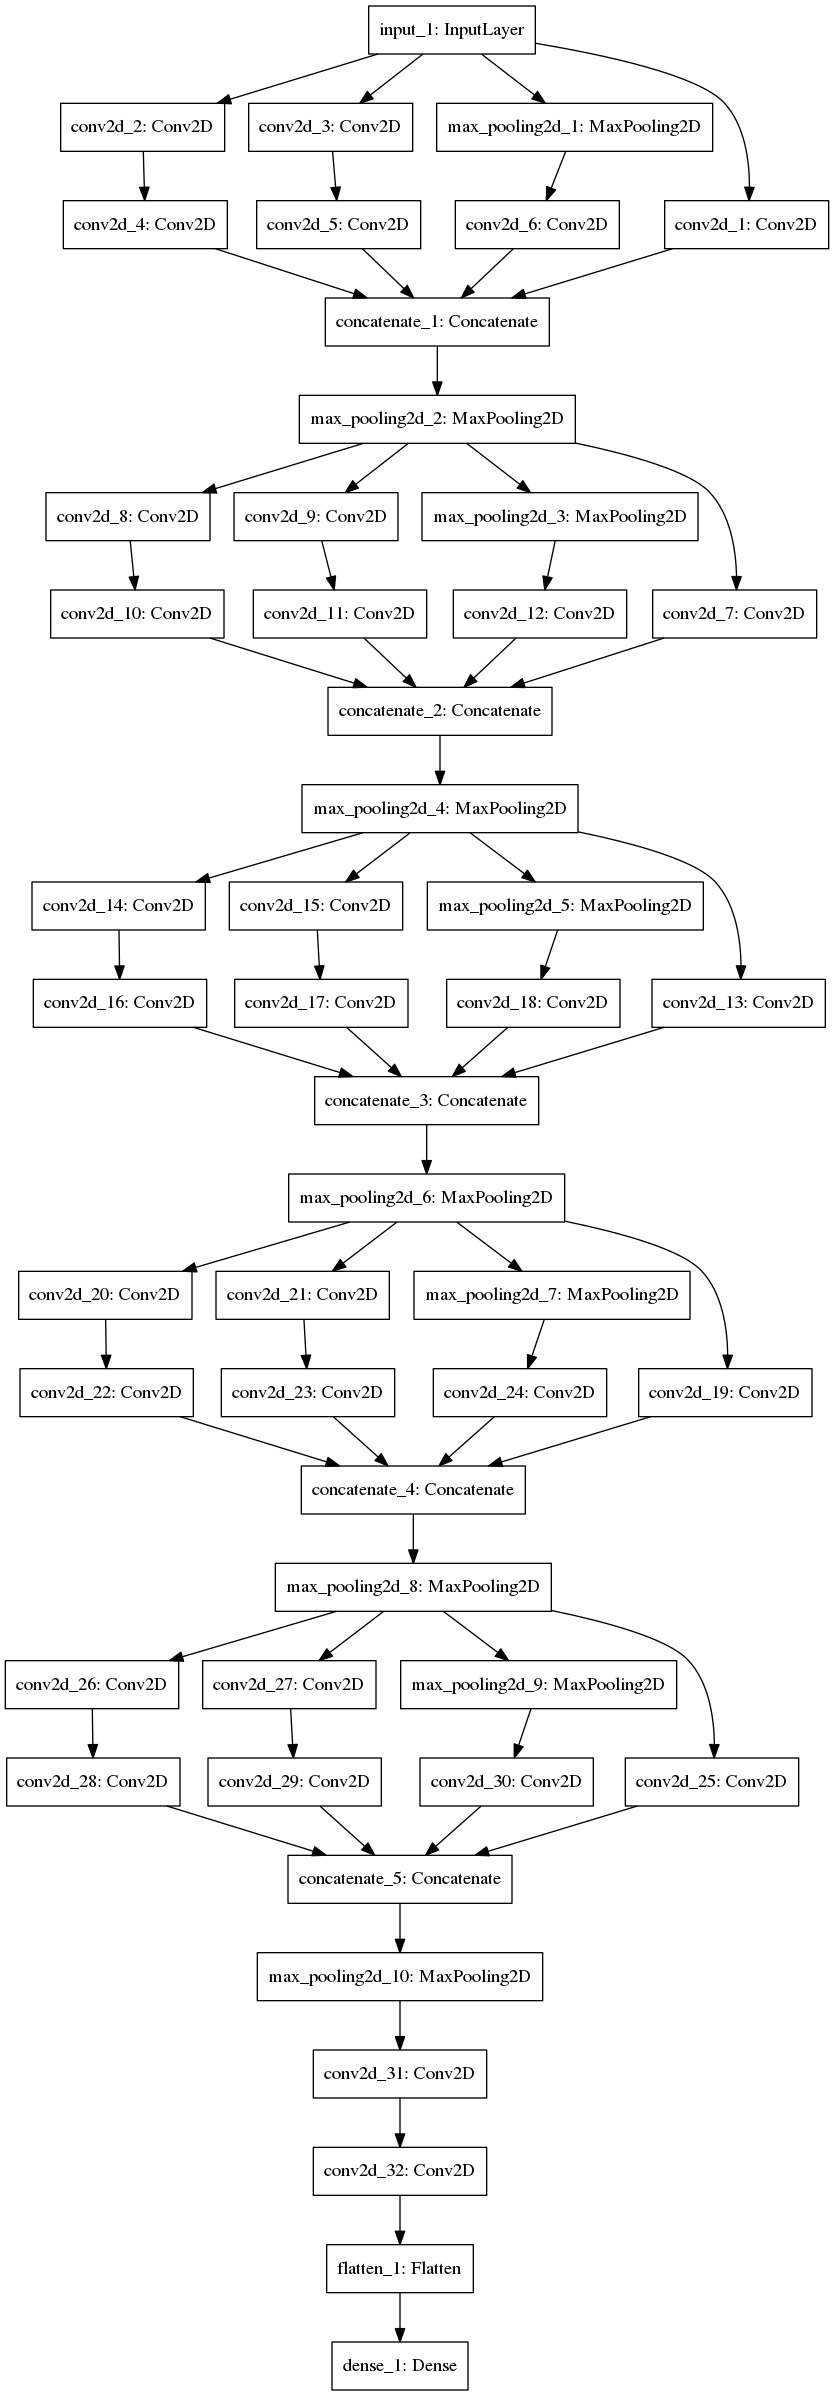 input_1: InputLayer
conv2d_2: Conv2D
conv2d_3: Conv2D
max_pooling2d_1: MaxPooling2D
conv2d_4: Conv2D
conv2d_5: Conv2D
conv2d_6: Conv2D
conv2d_1: Conv2D
concatenate_1: Concatenate
max_pooling2d_2: MaxPooling2D
conv2d_8: Conv2D
conv2d_9: Conv2D
max_pooling2d_3: MaxPooling2D
conv2d_10: Conv2D
conv2d_11: Conv2D
conv2d_12: Conv2D
conv2d_7: Conv2D
concatenate_2: Concatenate
max_pooling2d_4: MaxPooling2D
conv2d_14: Conv2D
conv2d_15: Conv2D
max_pooling2d_5: MaxPooling2D
conv2d_16: Conv2D
conv2d_17: Conv2D
conv2d_18: Conv2D
conv2d_13: Conv2D
concatenate_3: Concatenate
max_pooling2d_6: MaxPooling2D
conv2d_20: Conv2D
conv2d_21: Conv2D
max_pooling2d_7: MaxPooling2D
conv2d_22: Conv2D
conv2d_23: Conv2D
conv2d_24: Conv2D
conv2d_19: Conv2D
concatenate_4: Concatenate
max_pooling2d_8: MaxPooling2D
conv2d_26: Conv2D
conv2d_27: Conv2D
max_pooling2d_9: MaxPooling2D
conv2d_28: Conv2D
conv2d_29: Conv2D
conv2d_30: Conv2D
conv2d_25: Conv2D
concatenate_5: Concatenate
max_pooling2d_10: MaxPooling2D
conv2d_31: Conv2D
conv2d_32: Conv2D
flatten_1: Flatten
dense_1: Dense